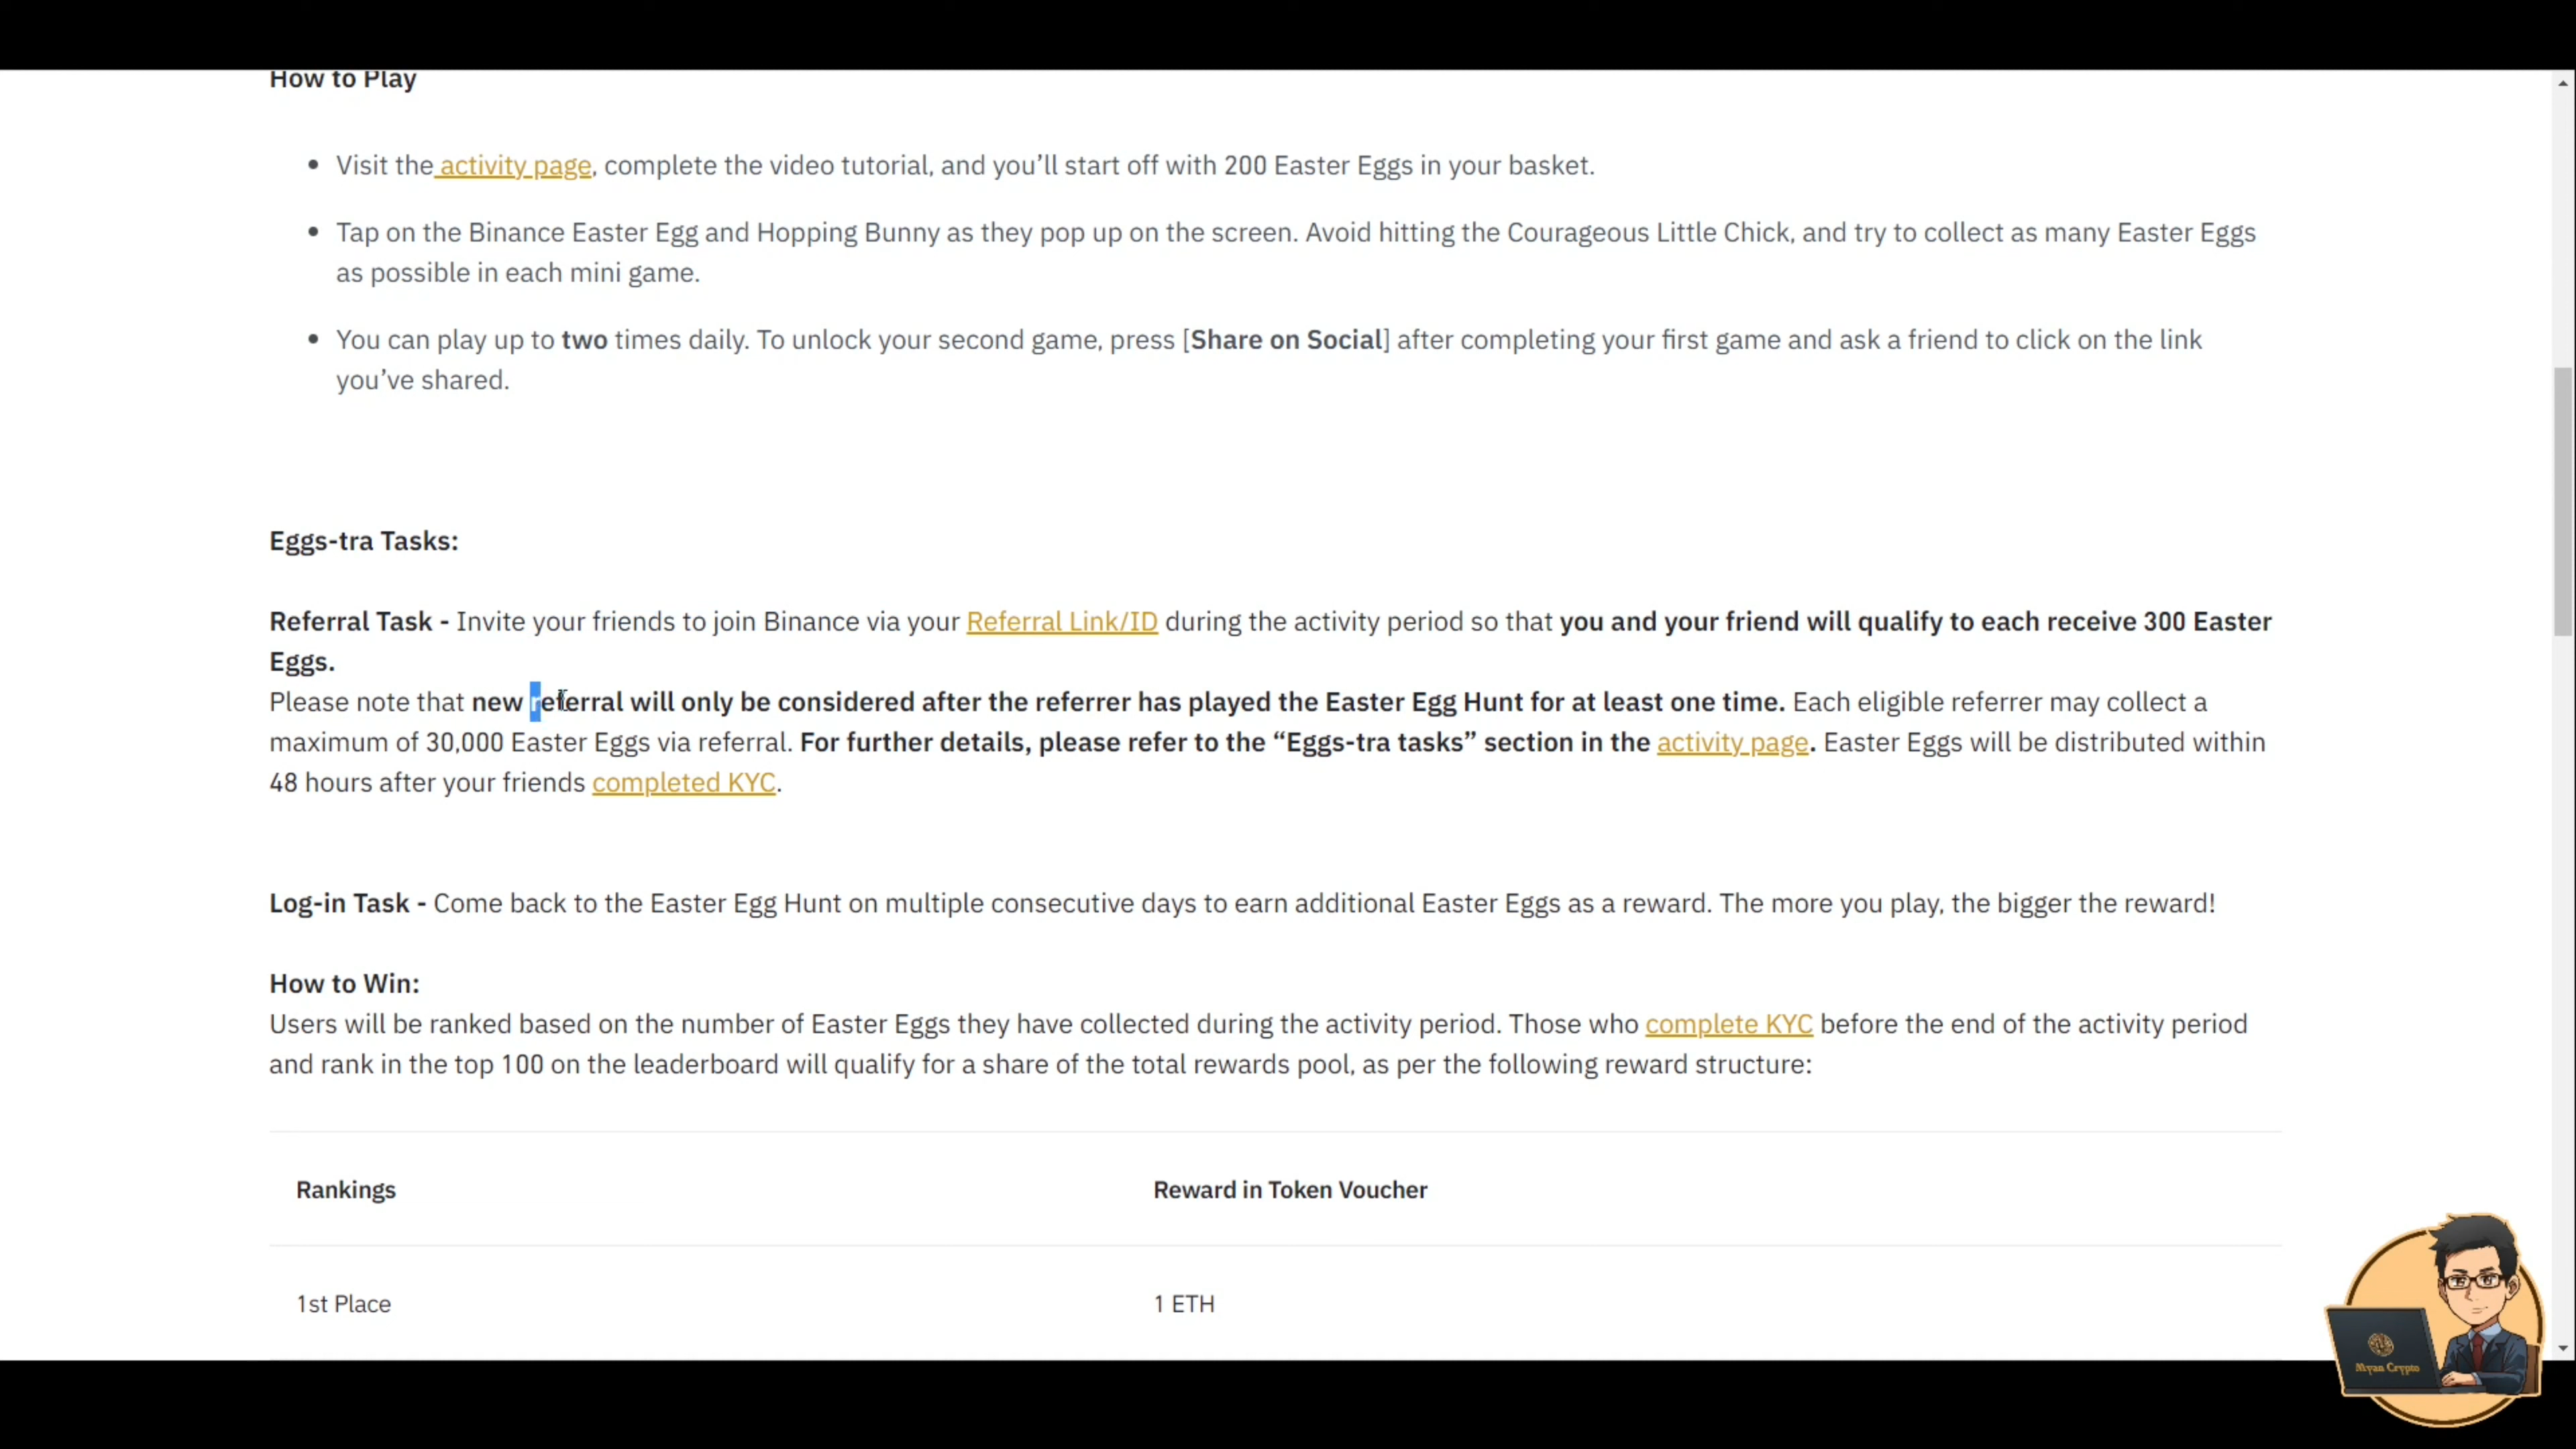 How to Play
Visit the activity page, complete the video tutorial, and you’ll start off with 200 Easter Eggs in your basket.
Tap on the Binance Easter Egg and Hopping Bunny as they pop up on the screen. Avoid hitting the Courageous Little Chick, and try to collect as many Easter Eggs
as possible in each mini game.
You can play up to two times daily. To unlock your second game, press [Share on Social] after completing your first game and ask a friend to click on the link
you’ve shared.
Eggs-tra Tasks:
Referral Task - Invite your friends to join Binance via your Referral Link/ID during the activity period so that you and your friend will qualify to each receive 300 Easter
Eggs.
Please note that new referral will only be considered after the referrer has played the Easter Egg Hunt for at least one time. Each eligible referrer may collect a
maximum of 30,000 Easter Eggs via referral. For further details, please refer to the “Eggs-tra tasks” section in the activity page. Easter Eggs will be distributed within
48 hours after your friends completed KYC.
Log-in Task - Come back to the Easter Egg Hunt on multiple consecutive days to earn additional Easter Eggs as a reward. The more you play, the bigger the reward!
How to Win:
Users will be ranked based on the number of Easter Eggs they have collected during the activity period. Those who complete KYC before the end of the activity period
and rank in the top 100 on the leaderboard will qualify for a share of the total rewards pool, as per the following reward structure:
Rankings Reward in Token Voucher
1st Place 1 ETH
Myan Crypto